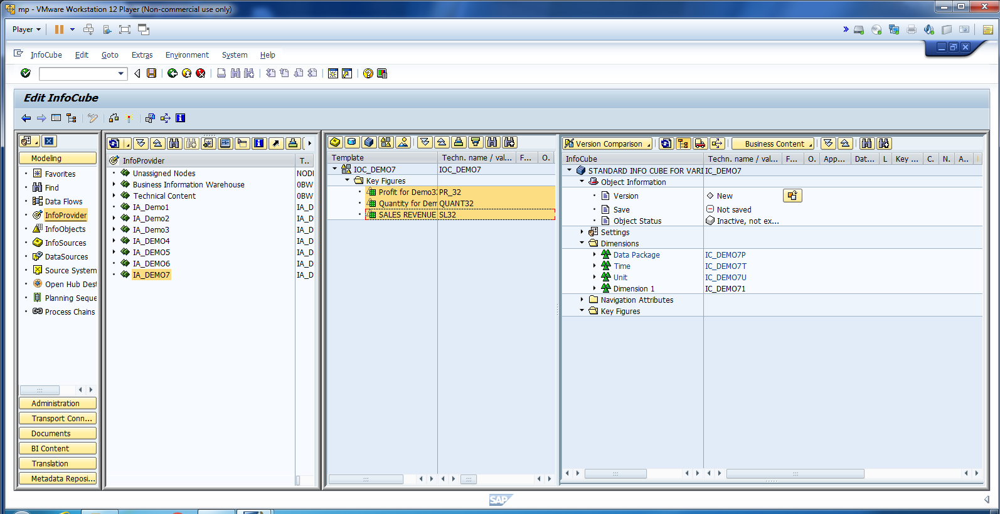 mp - VMware Workstation 12 Player (Non-commercial use only)
Player
InfoCube Edit Goto Extras Environment System Help
Edit InfoCube
Modeling
Favorites
Find
Data Flows
InfoProvider
InfoObjects
InfoSources
DataSources
Source System
Open Hub Dest
Planning Seque
Process Chains
Administration
Transport Conn...
Documents
BI Content
Translation
Metadata Reposi...
InfoProvider T..
Unassigned Nodes NODI
Business Information Warehouse 0BW
Technical Content 0BW
IA_Demo1 IA_D
IA_Demo2 IA_D
IA_Demo3 IA_D
IA_DEMO4 IA_D
IA_DEMO5 IA_D
IA_DEMO6 IA_D
IA_DEMO7 IA_D
Template Techn. name / val... F... O.
IOC_DEMO7 IOC_DEMO7
Key Figures
Profit for Demo32 PR_32
Quantity for Dem QUANT32
SALES REVENUE SL32
Version Comparison Business Content
InfoCube Techn. name / val... F... O. App... Dat... L Key ... C. N. A..
STANDARD INFO CUBE FOR VARI IC_DEMO7
Object Information
Version New
Save Not saved
Object Status Inactive, not ex...
Settings
Dimensions
Data Package IC_DEMO7P
Time IC_DEMO7T
Unit IC_DEMO7U
Dimension 1 IC_DEMO71
Navigation Attributes
Key Figures
SAP